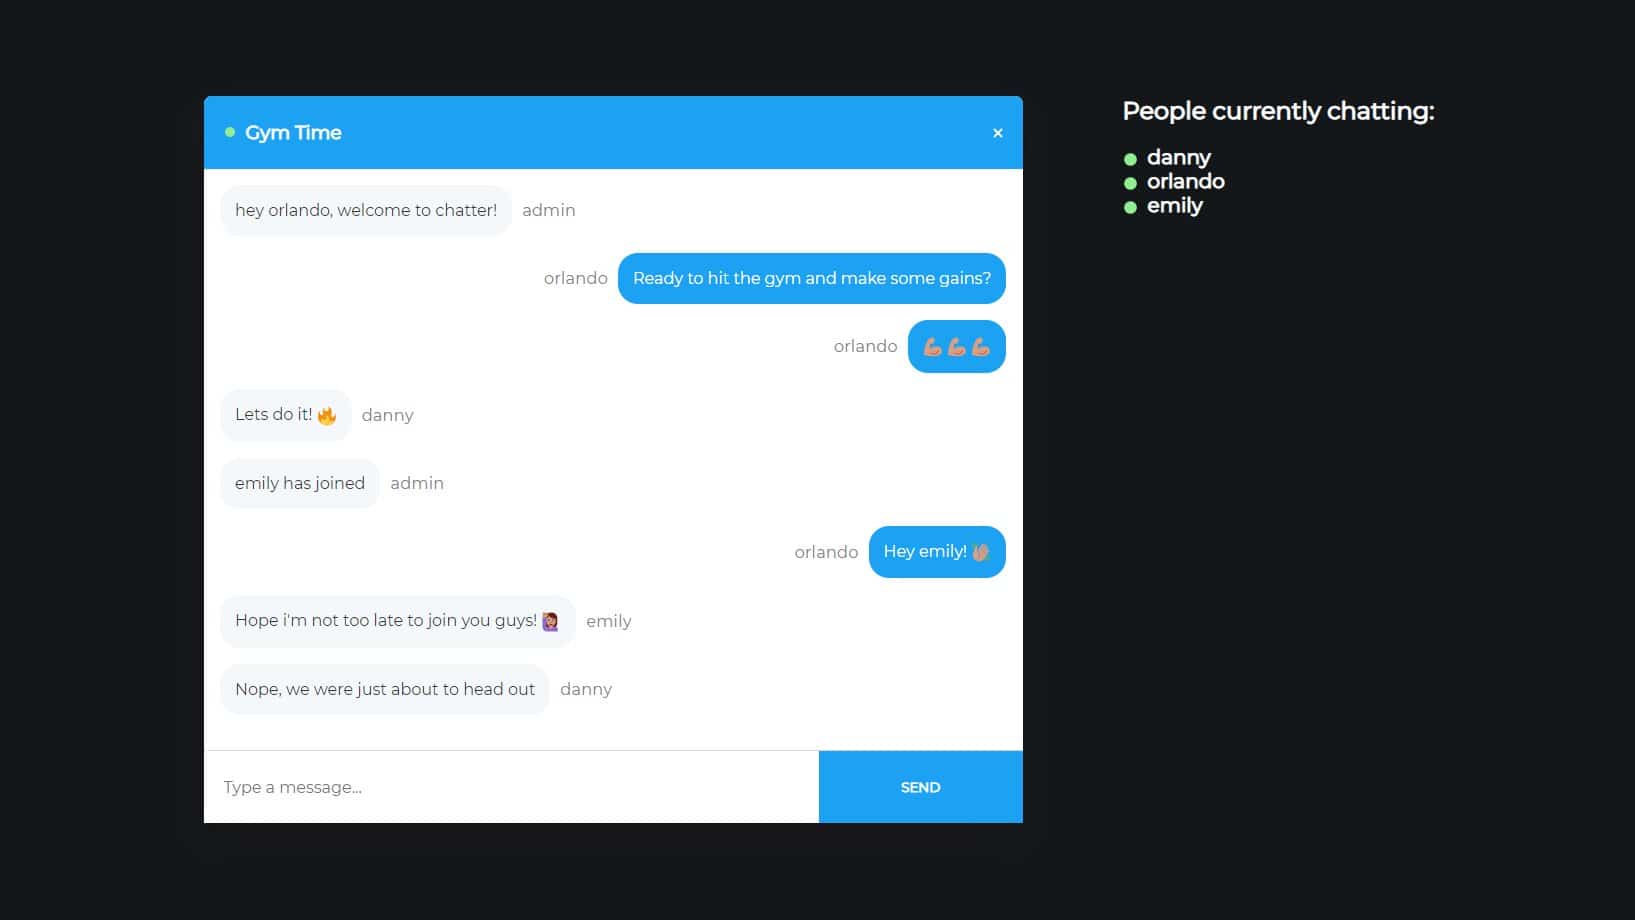 Gym Time
×
hey orlando, welcome to chatter! admin
orlando Ready to hit the gym and make some gains?
orlando 💪🏽💪🏽💪🏽
Lets do it! 🔥 danny
emily has joined admin
orlando Hey emily! 👋🏽
Hope i'm not too late to join you guys! 🙋🏽‍♀️ emily
Nope, we were just about to head out danny
Type a message...
SEND
People currently chatting:
danny
orlando
emily